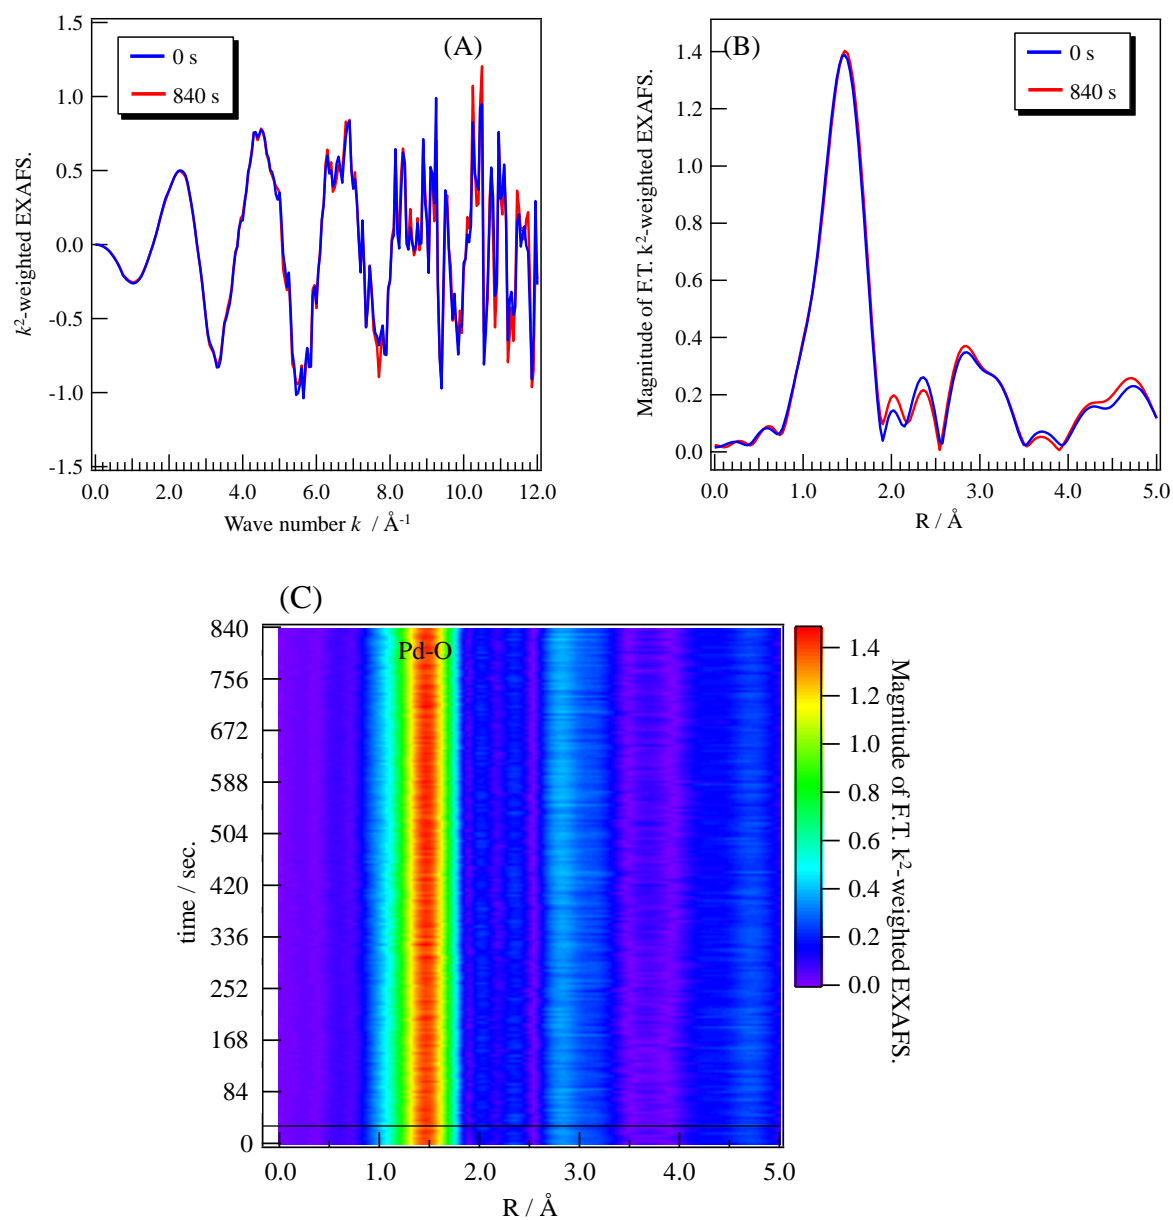 (A)
0 s
840 s
1.5
1.0
0.5
0.0
-0.5
-1.0
-1.5
k²-weighted EXAFS.
0.0 2.0 4.0 6.0 8.0 10.0 12.0
Wave number k / Å⁻¹
(B)
0 s
840 s
1.4
1.2
1.0
0.8
0.6
0.4
0.2
0.0
Magnitude of F.T. k²-weighted EXAFS.
0.0 1.0 2.0 3.0 4.0 5.0
R / Å
(C)
Pd-O
840
756
672
588
504
420
336
252
168
84
0
time / sec.
0.0 1.0 2.0 3.0 4.0 5.0
R / Å
1.4
1.2
1.0
0.8
0.6
0.4
0.2
0.0
Magnitude of F.T. k²-weighted EXAFS.